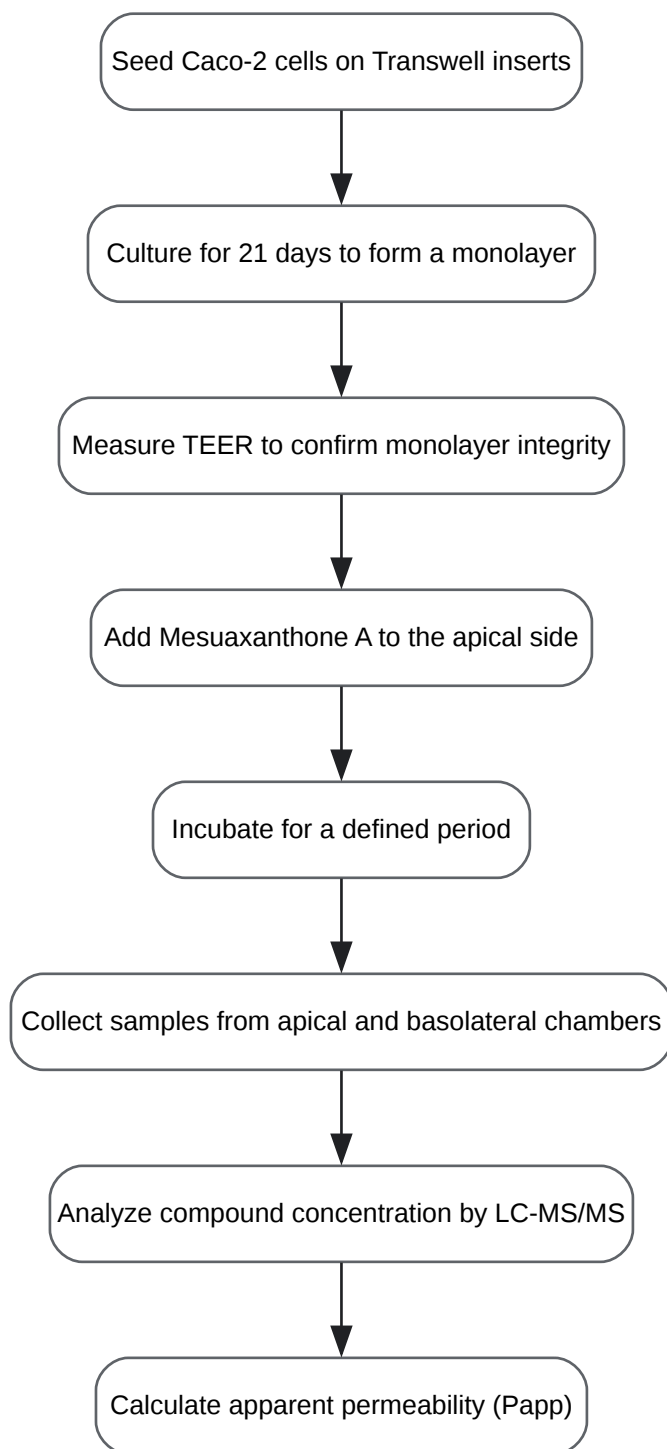 Seed Caco-2 cells on Transwell inserts
Culture for 21 days to form a monolayer
Measure TEER to confirm monolayer integrity
Add Mesuaxanthone A to the apical side
Incubate for a defined period
Collect samples from apical and basolateral chambers
Analyze compound concentration by LC-MS/MS
Calculate apparent permeability (Papp)